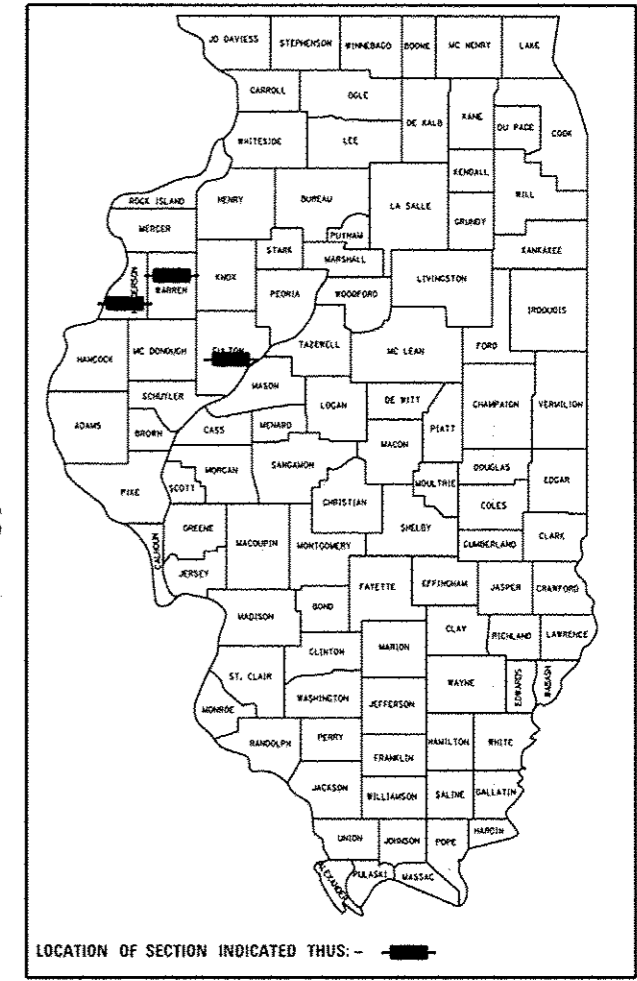 JO DAVIESS STEPHENSON WINNEBAGO BOONE MC HENRY LAKE
CARROLL OGLE DE KALB KANE DU PAGE COOK
WHITESIDE LEE
KENDALL WILL
ROCK ISLAND HENRY BUREAU LA SALLE GRUNDY
MERCER PUTNAM
STARK MARSHALL KANKAKEE
WARREN KNOX PEORIA WOODFORD LIVINGSTON
IROQUOIS
HANCOCK MC DONOUGH TAZEWELL MC LEAN FORD
MASON
SCHUYLER LOGAN DE WITT CHAMPAIGN VERMILION
ADAMS BROWN CASS MENARD MACON PIATT
PIKE SCOTT MORGAN SANGAMON MOULTRIE DOUGLAS EDGAR
CHRISTIAN COLES
CALHOUN GREENE MACOUPIN MONTGOMERY SHELBY CUMBERLAND CLARK
JERSEY FAYETTE EFFINGHAM JASPER CRAWFORD
MADISON BOND
CLAY RICHLAND LAWRENCE
CLINTON MARION
ST. CLAIR WAYNE EDWARDS WABASH
MONROE WASHINGTON JEFFERSON
RANDOLPH PERRY HAMILTON WHITE
FRANKLIN
JACKSON WILLIAMSON SALINE GALLATIN
UNION JOHNSON POPE HARDIN
ALEXANDER PULASKI MASSAC
LOCATION OF SECTION INDICATED THUS: -